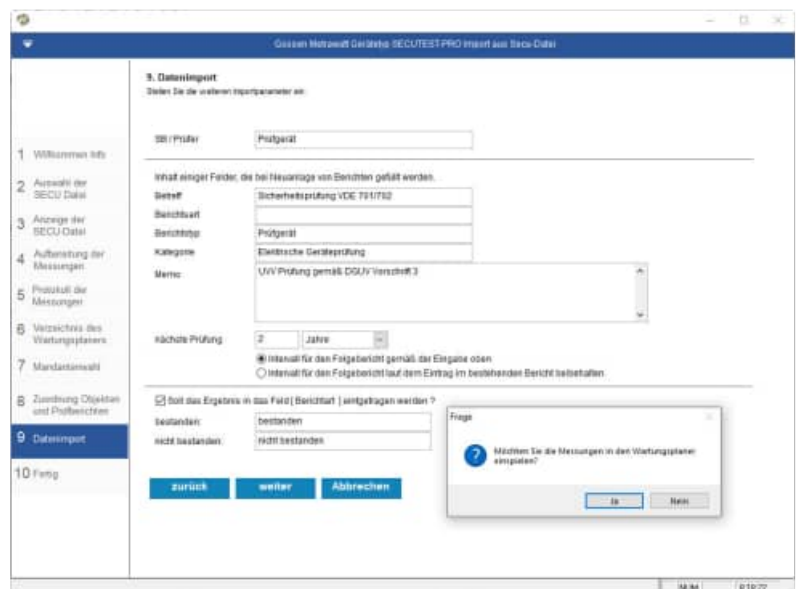 Gossen Metrawatt Gerätetyp SECUTEST-PRO Import aus Secu-Datei
9. Datenimport
Stellen Sie die weiteren Importparameter ein:
SB / Prüfer
Prüfgerät
Inhalt einiger Felder, die bei Neuanlage von Berichten gefüllt werden.
Betreff
Sicherheitsprüfung VDE 701/702
Berichtsart
Berichtstyp
Prüfgerät
Kategorie
Elektrische Geräteprüfung
Memo
UVV Prüfung gemäß DGUV Vorschrift 3
nächste Prüfung
2
Jahre
Intervall für den Folgebericht gemäß der Eingabe oben
Intervall für den Folgebericht laut dem Eintrag im bestehenden Bericht beibehalten
Soll das Ergebnis in das Feld [ Berichtart ] eintgetragen werden ?
bestanden:
bestanden
nicht bestanden:
nicht bestanden
zurück
weiter
Abbrechen
1 Willkommen Info
2 Auswahl der
SECU Datei
3 Anzeige der
SECU-Datei
4 Aufbereitung der
Messungen
5 Protokoll der
Messungen
6 Verzeichnis des
Wartungsplaners
7 Mandantenwahl
8 Zuordnung Objekten
und Prüfberichten
9 Datenimport
10 Fertig
Frage
Möchten Sie die Messungen in den Wartungsplaner
einspielen?
Ja
Nein
NUM